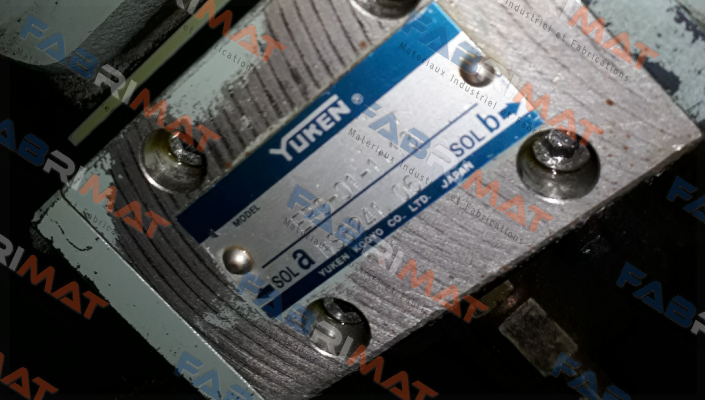 YUKEN®
MODEL
SOL b
SOL a
YUKEN KOGYO CO. LTD. JAPAN
FABRIMAT
Matériaux Industriel et Fabrications